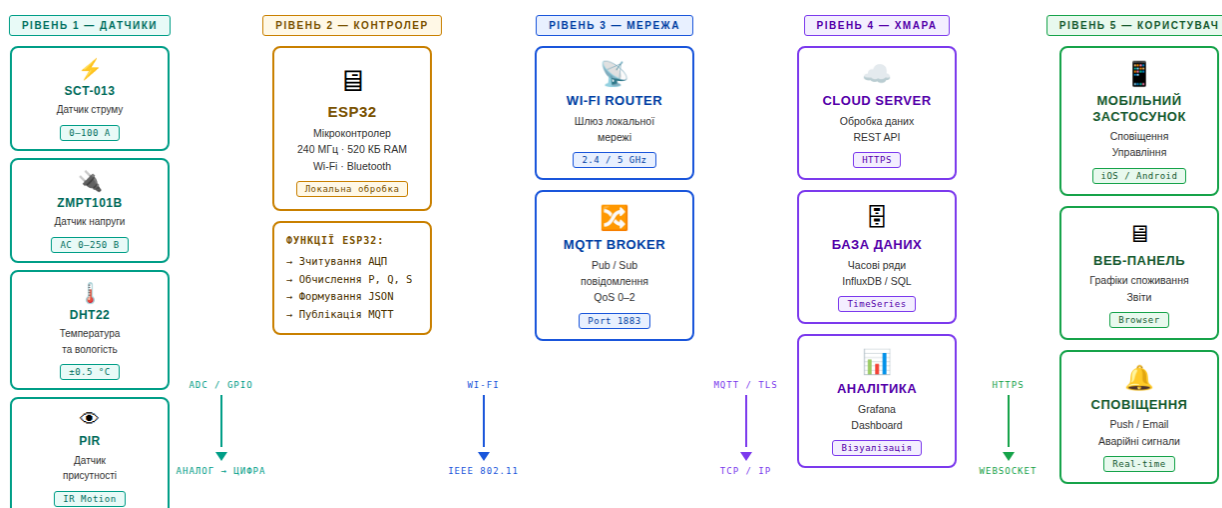 РІВЕНЬ 1 — ДАТЧИКИ
SCT-013
Датчик струму
0–100 А
ZMPT101B
Датчик напруги
AC 0–250 В
DHT22
Температура
та вологість
±0.5 °C
PIR
Датчик
присутності
IR Motion
ADC / GPIO
АНАЛОГ → ЦИФРА
РІВЕНЬ 2 — КОНТРОЛЕР
ESP32
Мікроконтролер
240 МГц · 520 КБ RAM
Wi-Fi · Bluetooth
Локальна обробка
ФУНКЦІЇ ESP32:
→ Зчитування АЦП
→ Обчислення P, Q, S
→ Формування JSON
→ Публікація MQTT
WI-FI
IEEE 802.11
РІВЕНЬ 3 — МЕРЕЖА
WI-FI ROUTER
Шлюз локальної
мережі
2.4 / 5 GHz
MQTT BROKER
Pub / Sub
повідомлення
QoS 0–2
Port 1883
MQTT / TLS
TCP / IP
РІВЕНЬ 4 — ХМАРА
CLOUD SERVER
Обробка даних
REST API
HTTPS
БАЗА ДАНИХ
Часові ряди
InfluxDB / SQL
TimeSeries
АНАЛІТИКА
Grafana
Dashboard
Візуалізація
HTTPS
WEBSOCKET
РІВЕНЬ 5 — КОРИСТУВАЧ
МОБІЛЬНИЙ
ЗАСТОСУНОК
Сповіщення
Управління
iOS / Android
ВЕБ-ПАНЕЛЬ
Графіки споживання
Звіти
Browser
СПОВІЩЕННЯ
Push / Email
Аварійні сигнали
Real-time